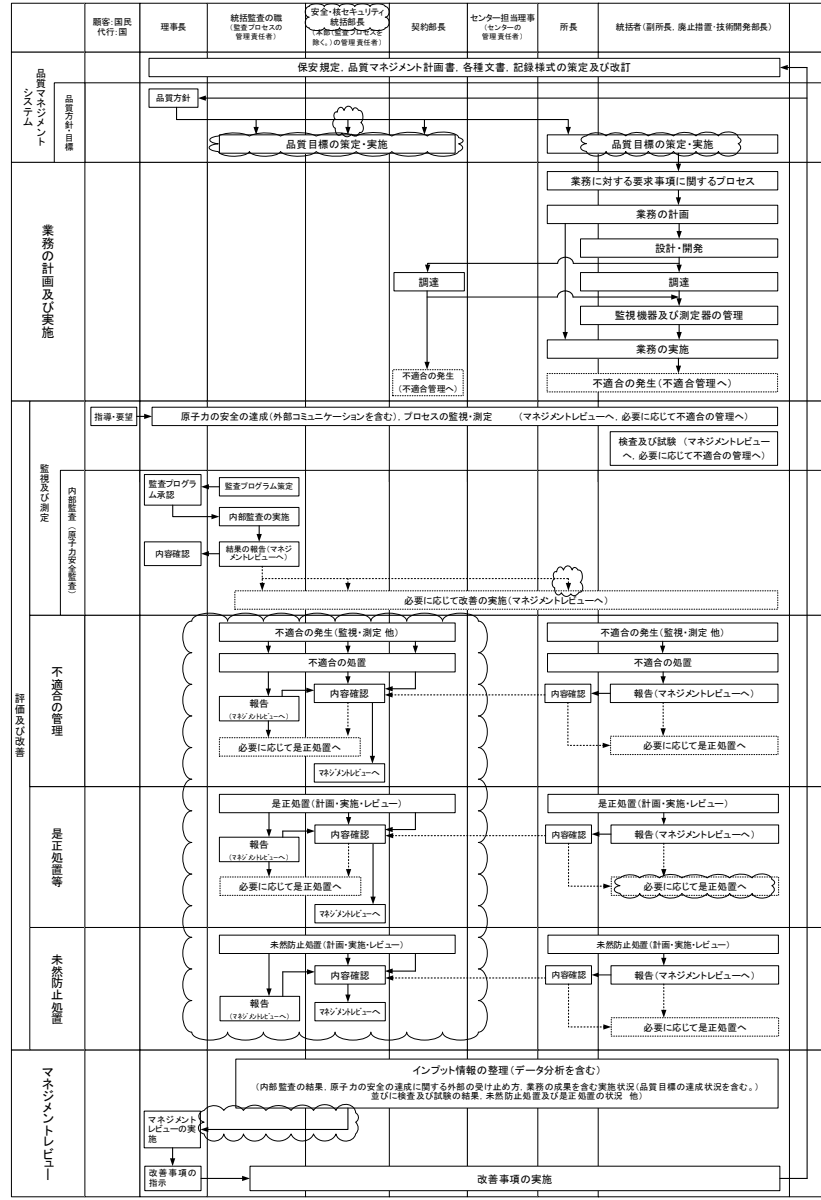 顧客:国民
代行:国
理事長
統括監査の職
(監査プロセスの
管理責任者)
安全・核セキュリティ
統括部長
(本部(監査プロセスを
除く。)の管理責任者)
契約部長
センター担当理事
(センターの
管理責任者)
所長
統括者(副所長, 廃止措置・技術開発部長)
品質マネジメント
システム
品質方針・目標
保安規定, 品質マネジメント計画書, 各種文書, 記録様式の策定及び改訂
品質方針
品質目標の策定・実施
品質目標の策定・実施
業務の計画及び実施
業務に対する要求事項に関するプロセス
業務の計画
設計・開発
調達
調達
監視機器及び測定器の管理
業務の実施
不適合の発生
(不適合管理へ)
不適合の発生(不適合管理へ)
評価及び改善
監視及び測定
指導・要望
原子力の安全の達成(外部コミュニケーションを含む), プロセスの監視・測定 (マネジメントレビューへ, 必要に応じて不適合の管理へ)
検査及び試験 (マネジメントレビュー
へ, 必要に応じて不適合の管理へ)
内部監査(原子力安全監査)
監査プログラ
ム承認
監査プログラム策定
内部監査の実施
内容確認
結果の報告(マネジ
メントレビューへ)
必要に応じて改善の実施(マネジメントレビューへ)
不適合の管理
不適合の発生(監視・測定 他)
不適合の発生(監視・測定 他)
不適合の処置
不適合の処置
報告
(マネジメントレビューへ)
内容確認
内容確認
報告(マネジメントレビューへ)
必要に応じて是正処置へ
必要に応じて是正処置へ
マネジメントレビューへ
是正処置等
是正処置(計画・実施・レビュー)
是正処置(計画・実施・レビュー)
報告
(マネジメントレビューへ)
内容確認
内容確認
報告(マネジメントレビューへ)
必要に応じて是正処置へ
必要に応じて是正処置へ
マネジメントレビューへ
未然防止処置
未然防止処置(計画・実施・レビュー)
未然防止処置(計画・実施・レビュー)
内容確認
内容確認
報告(マネジメントレビューへ)
報告
(マネジメントレビューへ)
マネジメントレビューへ
必要に応じて是正処置へ
マネジメントレビュー
インプット情報の整理(データ分析を含む)
(内部監査の結果, 原子力の安全の達成に関する外部の受け止め方, 業務の成果を含む実施状況(品質目標の達成状況を含む。)
並びに検査及び試験の結果, 未然防止処置及び是正処置の状況 他)
マネジメント
レビューの実
施
改善事項の
指示
改善事項の実施